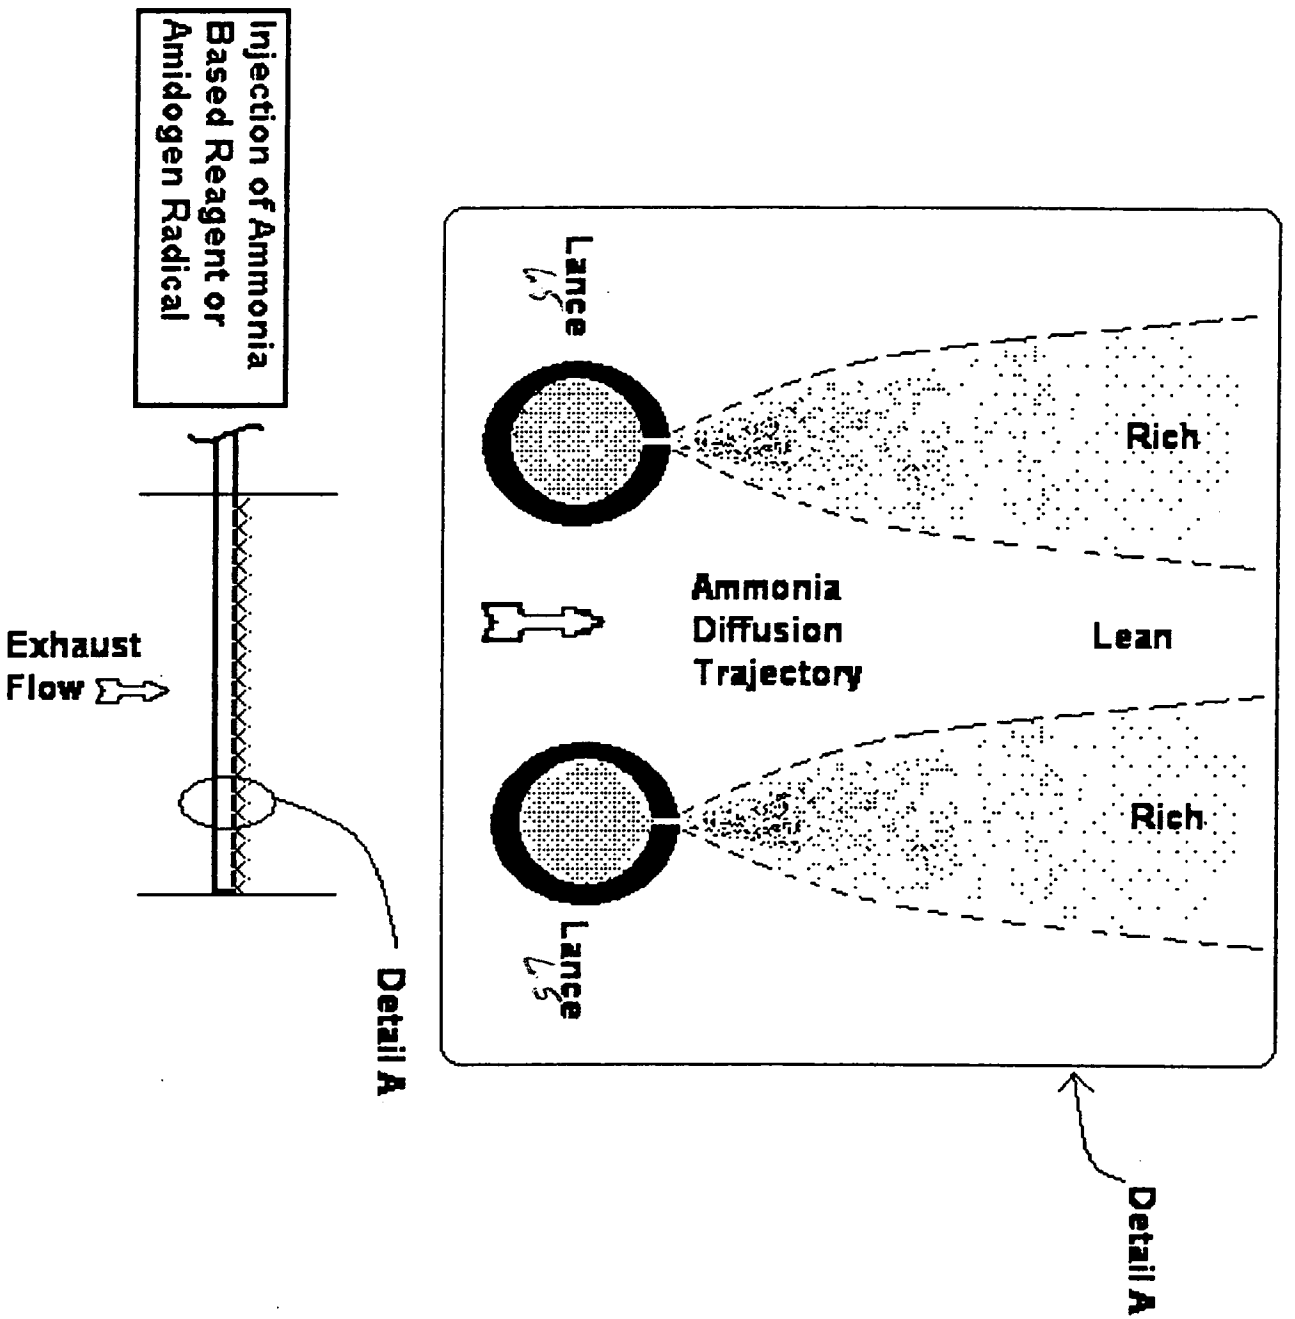 Injection of Ammonia
Based Reagent or
Amidogen Radical
Exhaust
Flow
Detail A
Lance
Rich
Ammonia
Diffusion
Trajectory
Lean
Rich
Lance
Detail A